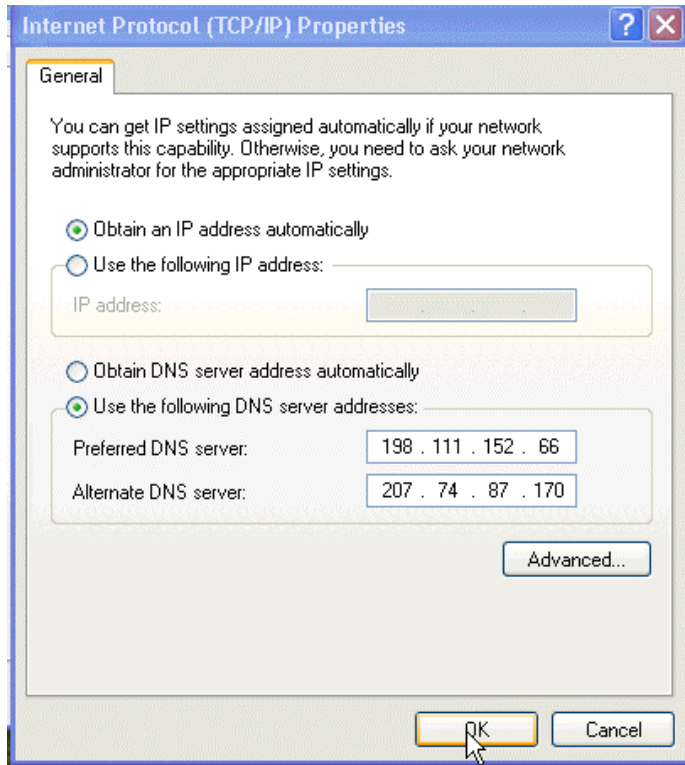 Internet Protocol (TCP/IP) Properties
General
You can get IP settings assigned automatically if your network
supports this capability. Otherwise, you need to ask your network
administrator for the appropriate IP settings.
Obtain an IP address automatically
Use the following IP address:
IP address:
Obtain DNS server address automatically
Use the following DNS server addresses:
Preferred DNS server: 198 . 111 . 152 . 66
Alternate DNS server: 207 . 74 . 87 . 170
Advanced...
OK Cancel